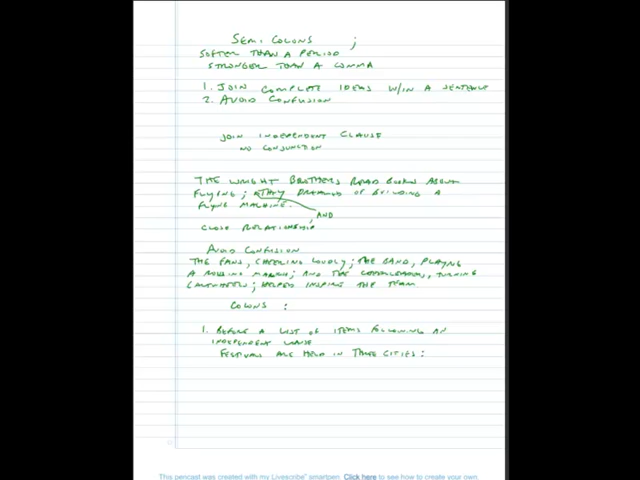 SEMI COLONS ;
SOFTER THAN A PERIOD
STRONGER THAN A COMMA
1. JOIN COMPLETE IDEAS W/IN A SENTENCE
2. AVOID CONFUSION
JOIN INDEPENDENT CLAUSE
NO CONJUNCTION
THE WRIGHT BROTHERS READ BOOKS ABOUT
FLYING; THEY DREAMED OF BUILDING A
FLYING MACHINE.
, AND
CLOSE RELATIONSHIP
AVOID CONFUSION
THE FANS, CHEERING LOUDLY; THE BAND, PLAYING
A ROUSING MARCH; AND THE CHEERLEADERS, TURNING
CARTWHEELS; HELPED INSPIRE THE TEAM
COLONS :
1. BEFORE A LIST OF ITEMS FOLLOWING AN
INDEPENDENT CLAUSE
FESTIVALS ARE HELD IN THREE CITIES:
This pencast was created with my Livescribe™ smartpen. Click here to see how to create your own.